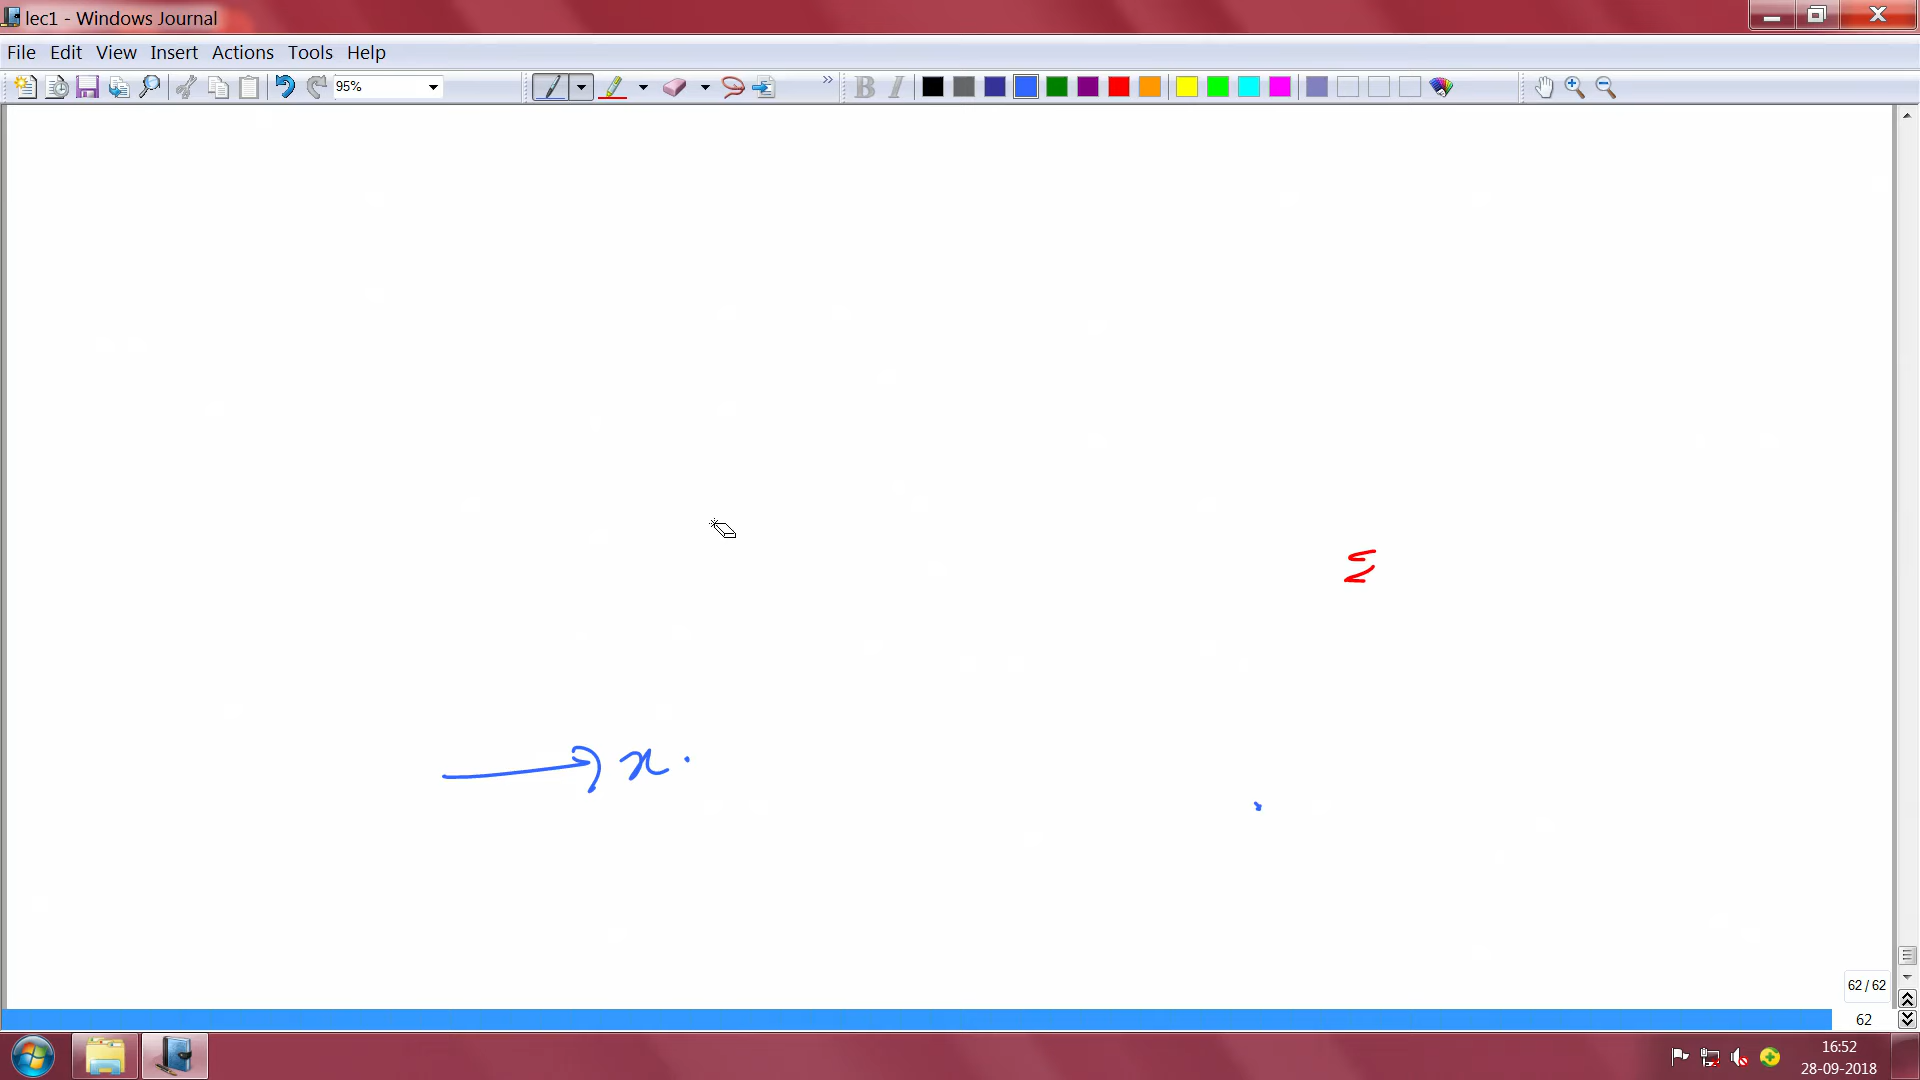 lec1 - Windows Journal
File Edit View Insert Actions Tools Help
95% » B I
Σ
x .
62 / 62
62
16:52
28-09-2018